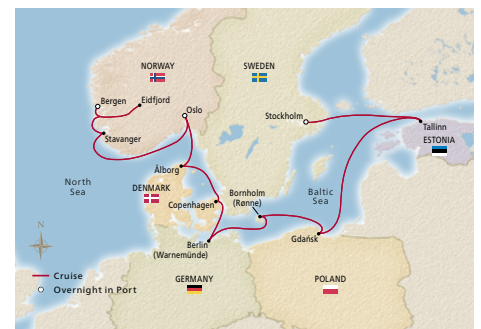 NORWAY
SWEDEN
Bergen
Eidfjord
Oslo
Stockholm
Stavanger
Tallinn
ESTONIA
North
Sea
Ålborg
DENMARK
Bornholm
(Rønne)
Baltic
Sea
Copenhagen
N
Gdańsk
Berlin
(Warnemünde)
Cruise
GERMANY
POLAND
Overnight in Port